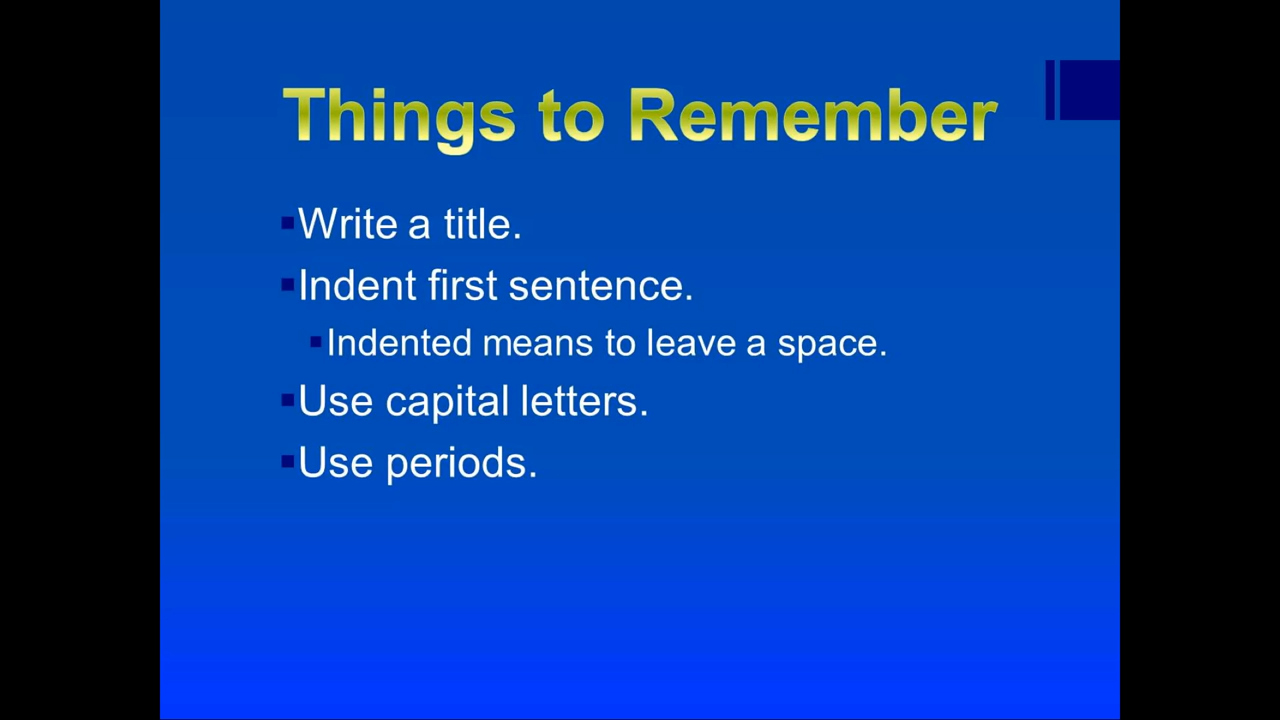 Things to Remember
Write a title.
Indent first sentence.
Indented means to leave a space.
Use capital letters.
Use periods.